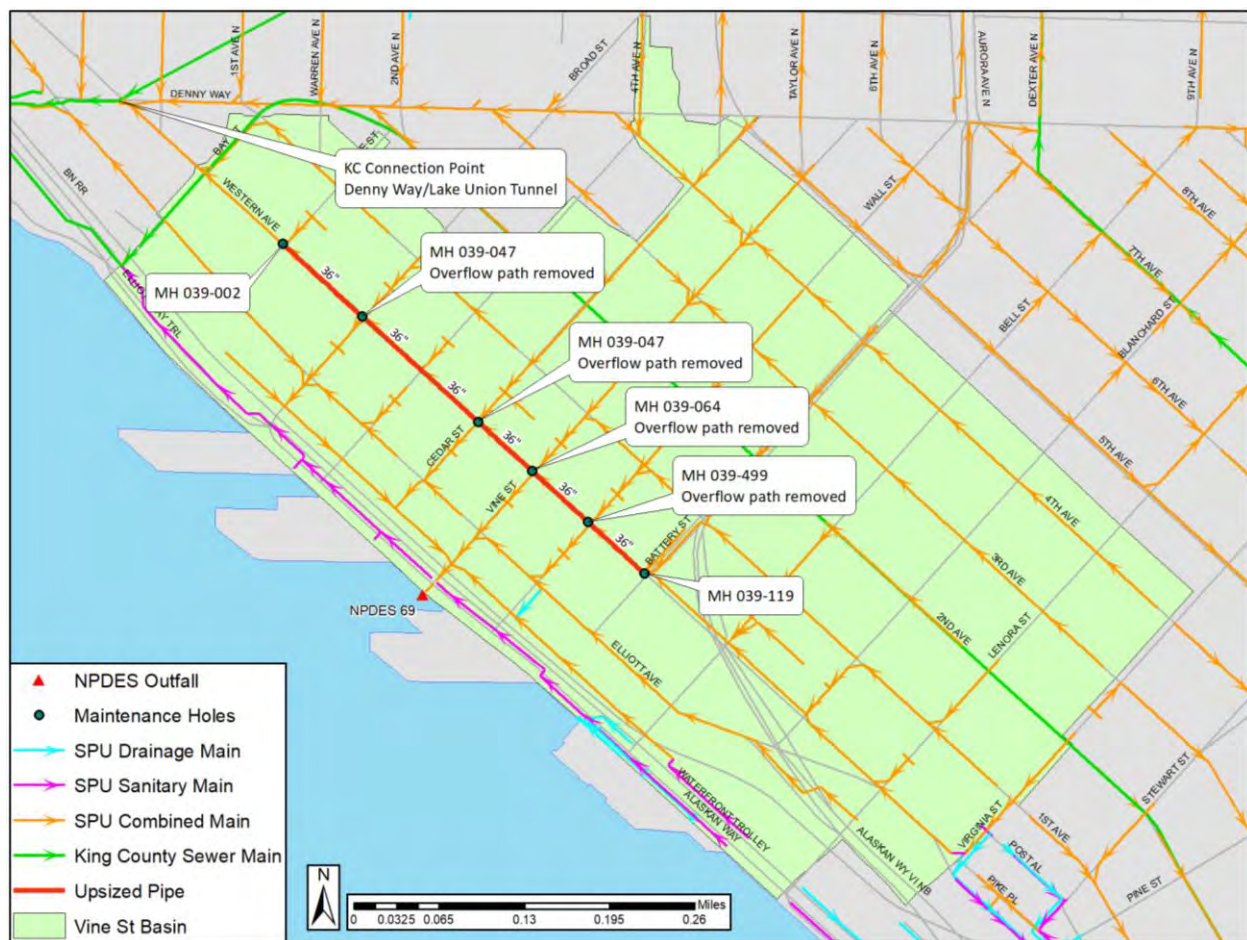 1ST AVE N
WARREN AVE N
2ND AVE N
BROAD ST
4TH AVE N
TAYLOR AVE N
6TH AVE N
AURORA AVE N
DEXTER AVE N
9TH AVE N
DENNY WAY
KC Connection Point
Denny Way/Lake Union Tunnel
BN RR
WESTERN AVE
WALL ST
8TH AVE
7TH AVE
MH 039-047
Overflow path removed
MH 039-002
36"
BELL ST
BLANCHARD ST
6TH AVE
36"
MH 039-047
Overflow path removed
5TH AVE
36"
MH 039-064
Overflow path removed
CEDAR ST
36"
VINE ST
MH 039-499
Overflow path removed
4TH AVE
36"
36"
BATTERY ST
3RD AVE
MH 039-119
NPDES 69
2ND AVE
LENORA ST
ELLIOTT AVE
STEWART ST
WATERFRONT TROLLEY
ALASKAN WAY
ALASKAN WY VI NB
VIRGINIA ST
1ST AVE
POST AL
PIKE PL
PINE ST
NPDES Outfall
Maintenance Holes
SPU Drainage Main
SPU Sanitary Main
SPU Combined Main
King County Sewer Main
Upsized Pipe
Vine St Basin
N
Miles
0 0.0325 0.065 0.13 0.195 0.26